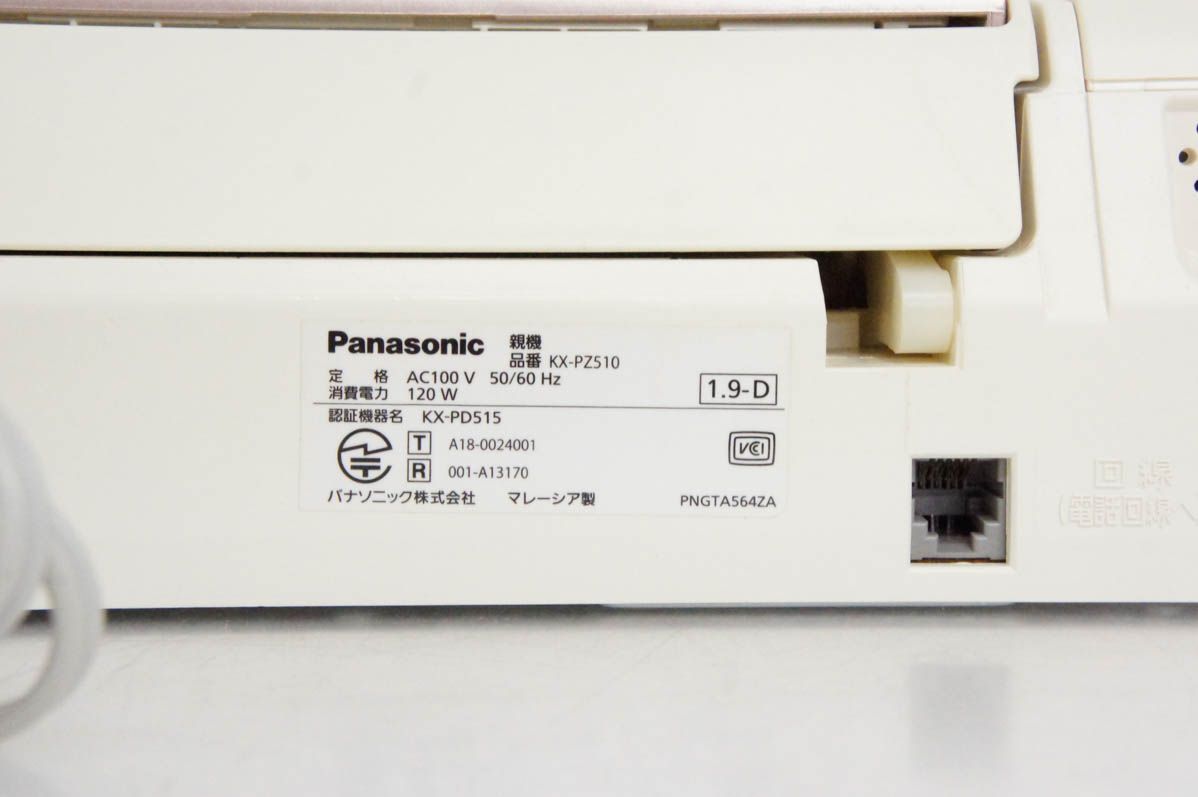 Panasonic 親機
品番 KX-PZ510
定 格 AC100 V 50/60 Hz
消費電力 120 W
1.9-D
認証機器名 KX-PD515
T A18-0024001
R 001-A13170
VCI
パナソニック株式会社 マレーシア製 PNGTA564ZA
回線
(電話回線へ